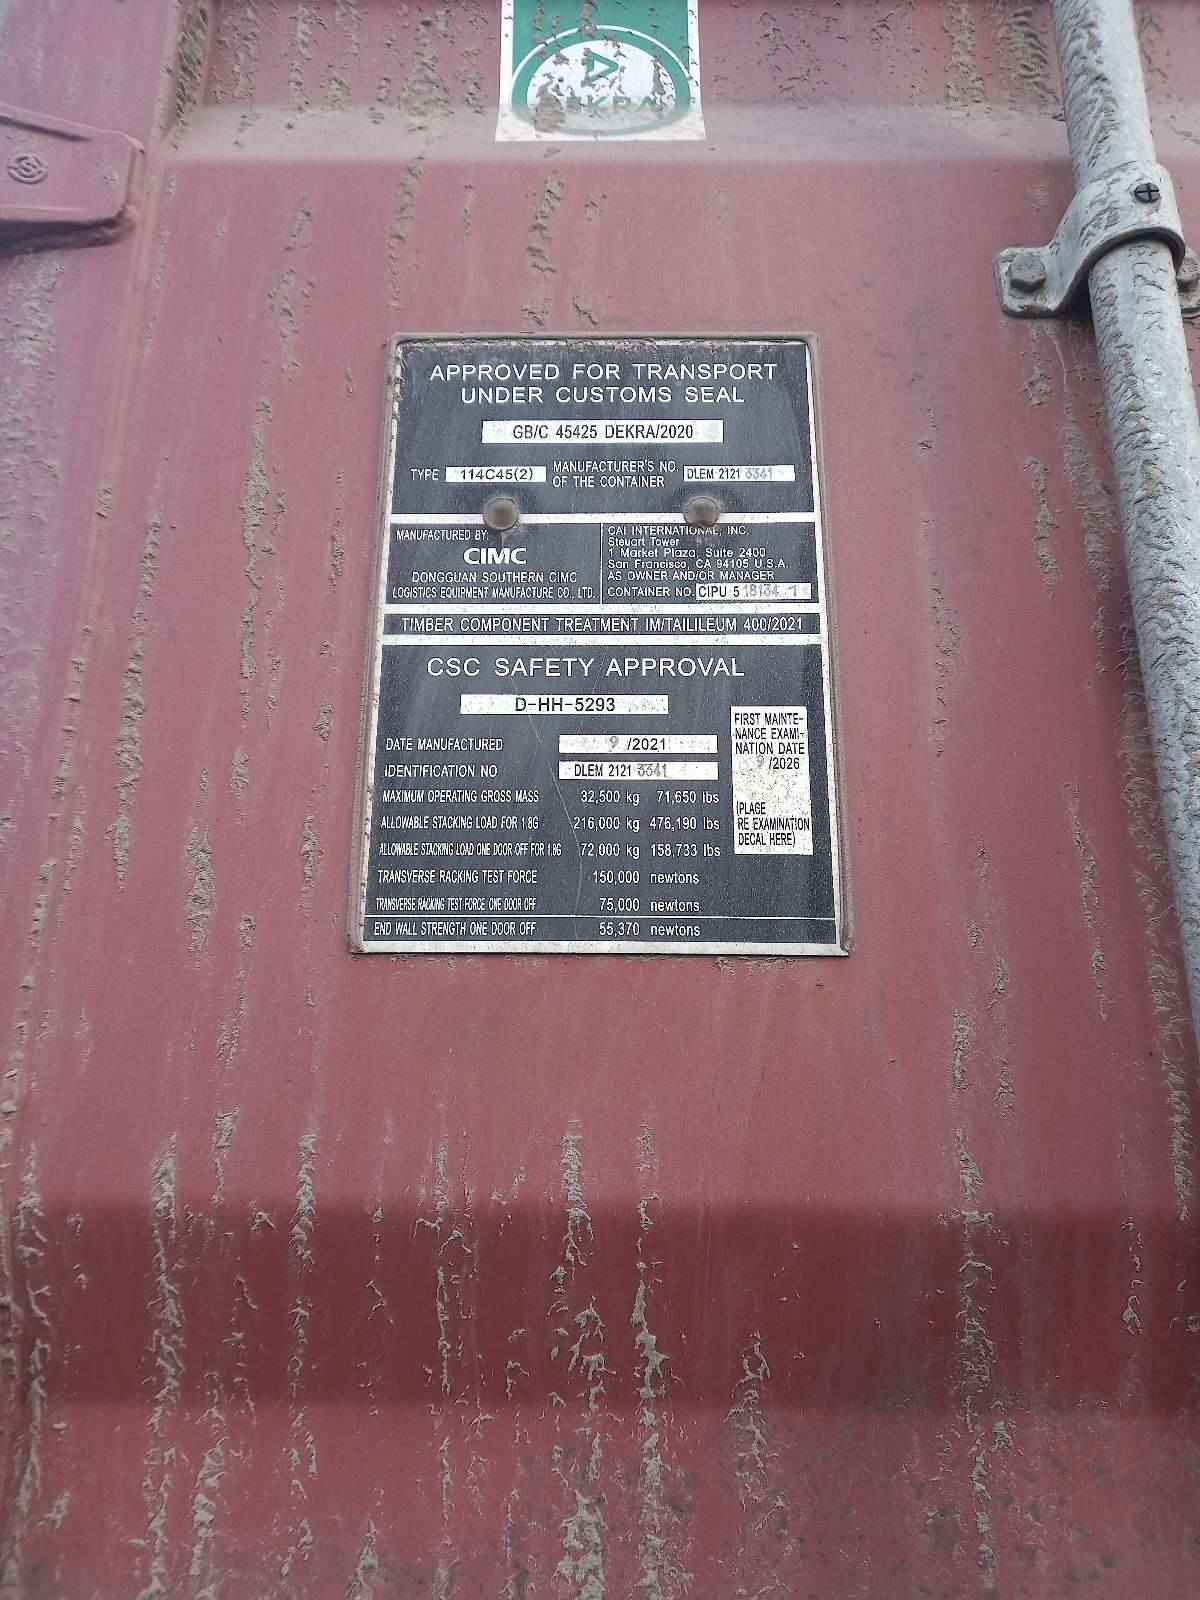 DEKRA
APPROVED FOR TRANSPORT
UNDER CUSTOMS SEAL
GB/C 45425 DEKRA/2020
TYPE 114C45(2) MANUFACTURER'S NO. OF THE CONTAINER DLEM 2121 3341
MANUFACTURED BY:
CIMC
DONGGUAN SOUTHERN CIMC
LOGISTICS EQUIPMENT MANUFACTURE CO., LTD.
CAI INTERNATIONAL, INC.
Steuart Tower
1 Market Plaza, Suite 2400
San Francisco, CA 94105 U.S.A.
AS OWNER AND/OR MANAGER
CONTAINER NO. CIPU 5 18134 1
TIMBER COMPONENT TREATMENT IM/TAILILEUM 400/2021
CSC SAFETY APPROVAL
D-HH-5293
DATE MANUFACTURED 9 /2021
IDENTIFICATION NO. DLEM 2121 3341
MAXIMUM OPERATING GROSS MASS 32,500 kg 71,650 lbs
ALLOWABLE STACKING LOAD FOR 1.8G 216,000 kg 476,190 lbs
ALLOWABLE STACKING LOAD ONE DOOR OFF FOR 1.8G 72,000 kg 158,733 lbs
TRANSVERSE RACKING TEST FORCE 150,000 newtons
TRANSVERSE RACKING TEST FORCE ONE DOOR OFF 75,000 newtons
END WALL STRENGTH ONE DOOR OFF 55,370 newtons
FIRST MAINTE-
NANCE EXAMI-
NATION DATE
9 /2026
(PLAGE
RE EXAMINATION
DECAL HERE)